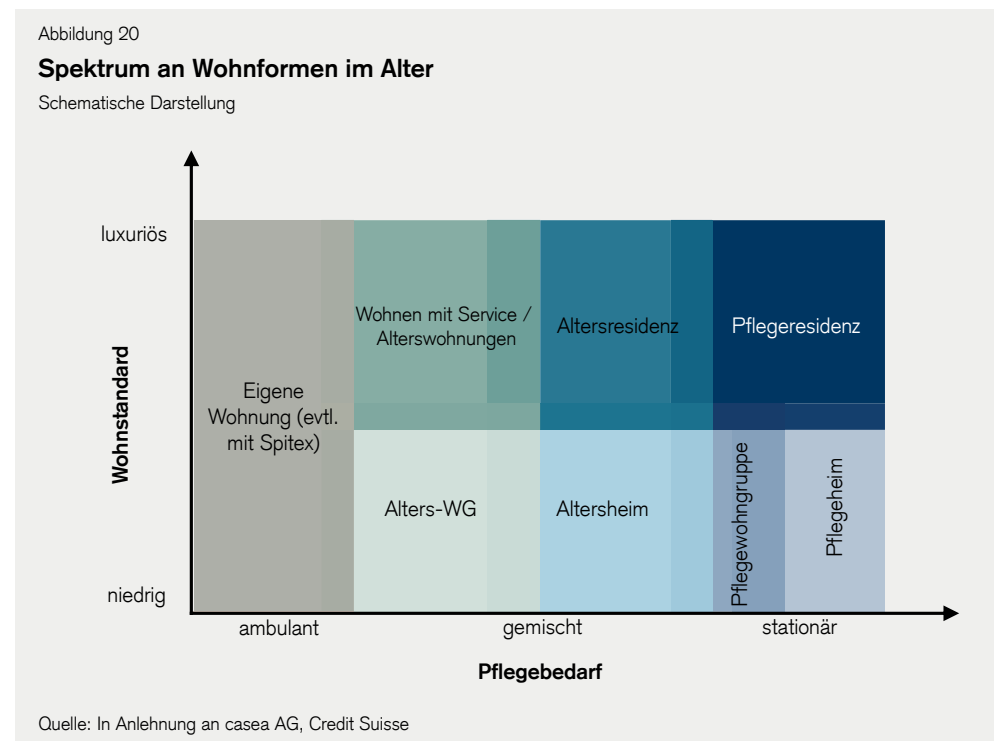 Abbildung 20
Spektrum an Wohnformen im Alter
Schematische Darstellung
luxuriös
Wohnstandard
niedrig
Eigene
Wohnung (evtl.
mit Spitex)
Wohnen mit Service /
Alterswohnungen
Altersresidenz
Pflegeresidenz
Alters-WG
Altersheim
Pflegewohngruppe
Pflegeheim
ambulant
gemischt
stationär
Pflegebedarf
Quelle: In Anlehnung an casea AG, Credit Suisse